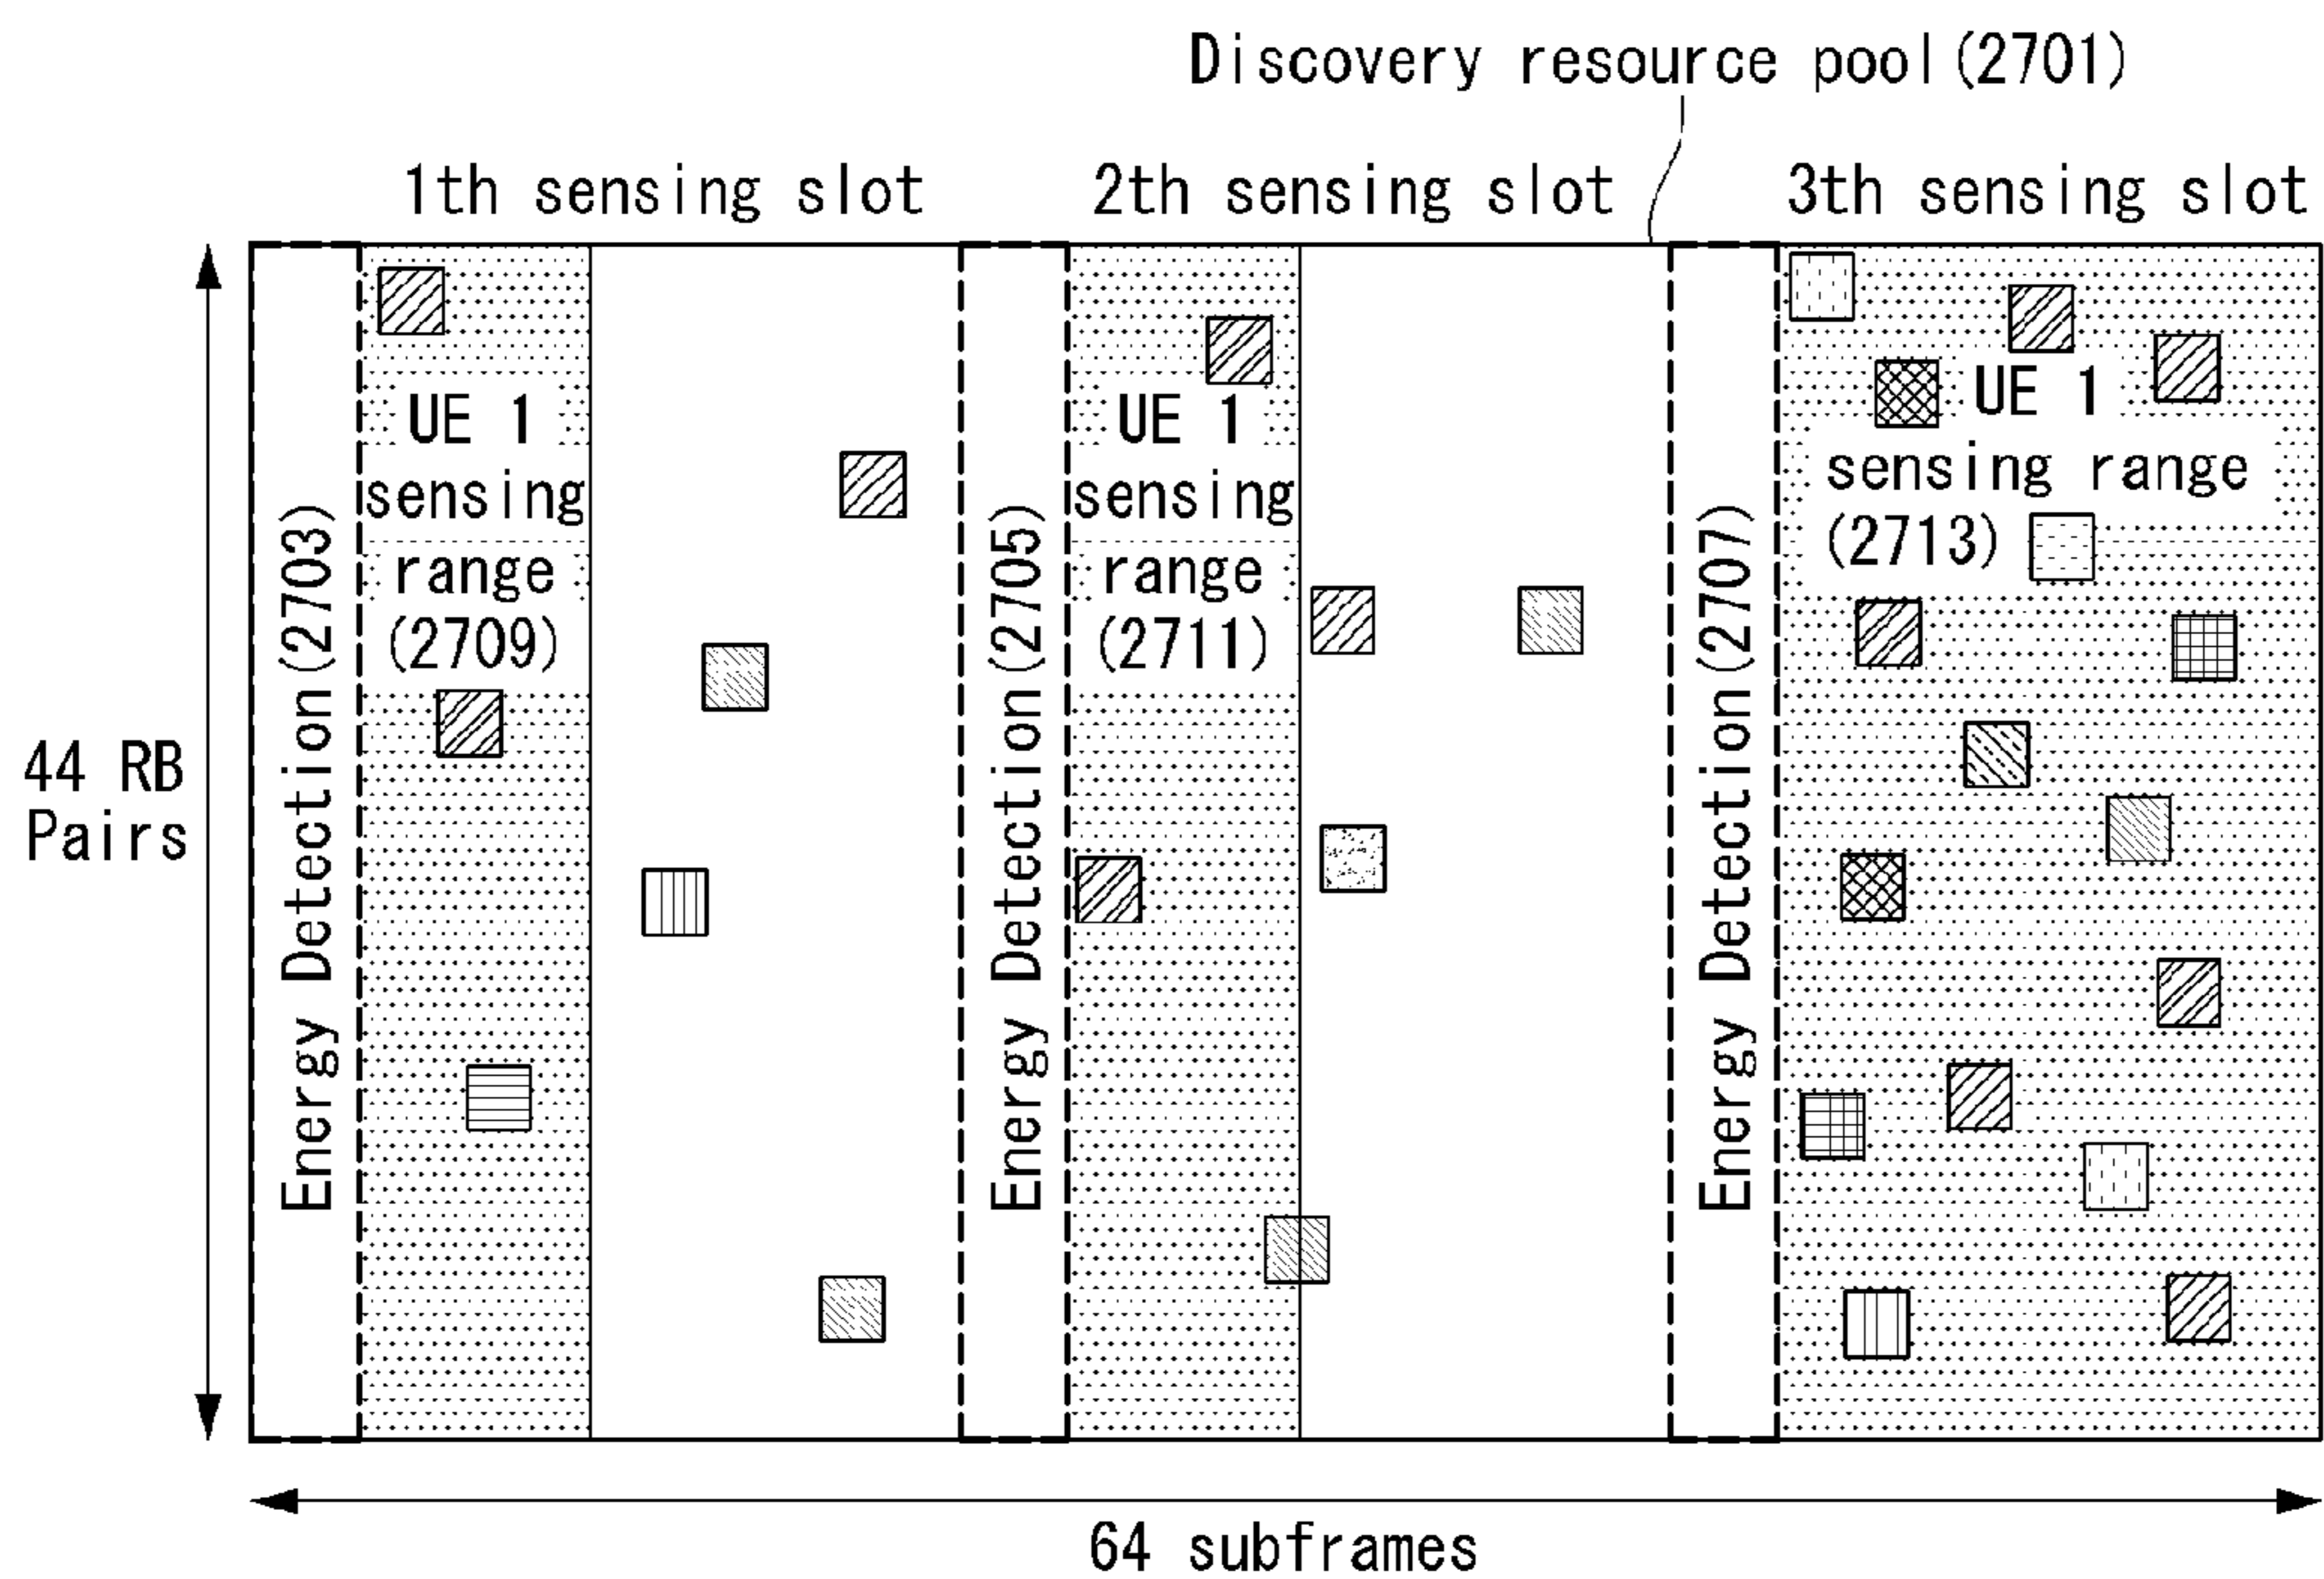 Discovery resource pool(2701)
1th sensing slot
2th sensing slot
3th sensing slot
44 RB
Pairs
Energy Detection(2703)
UE 1
sensing
range
(2709)
Energy Detection(2705)
UE 1
sensing
range
(2711)
Energy Detection(2707)
UE 1
sensing range
(2713)
64 subframes